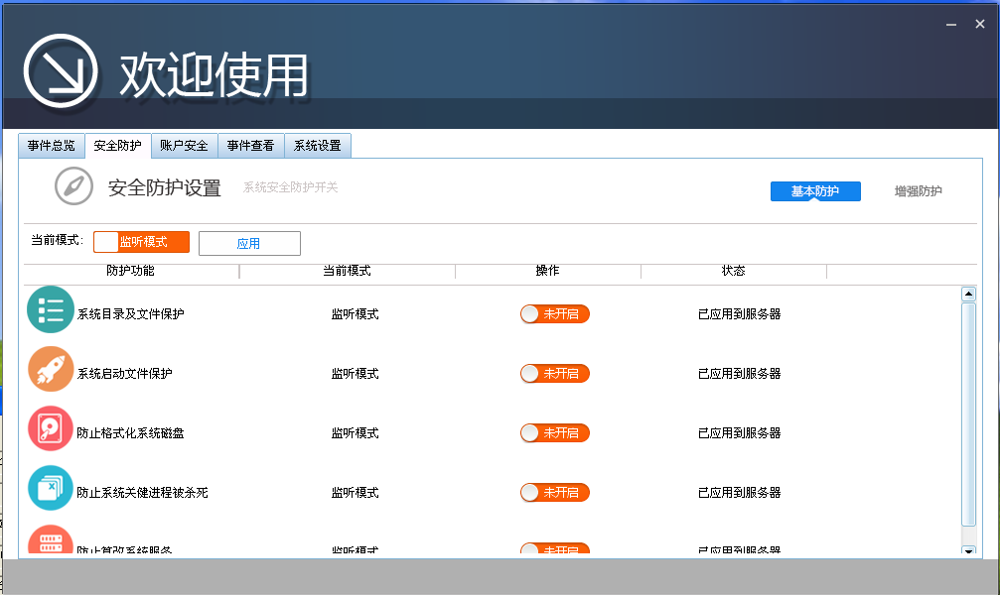 欢迎使用
事件总览 安全防护 账户安全 事件查看 系统设置
安全防护设置 系统安全防护开关 基本防护 增强防护
当前模式: 监听模式 应用
防护功能 当前模式 操作 状态
系统目录及文件保护 监听模式 未开启 已应用到服务器
系统启动文件保护 监听模式 未开启 已应用到服务器
防止格式化系统磁盘 监听模式 未开启 已应用到服务器
防止系统关健进程被杀死 监听模式 未开启 已应用到服务器
防止篡改系统服务 监听模式 未开启 已应用到服务器